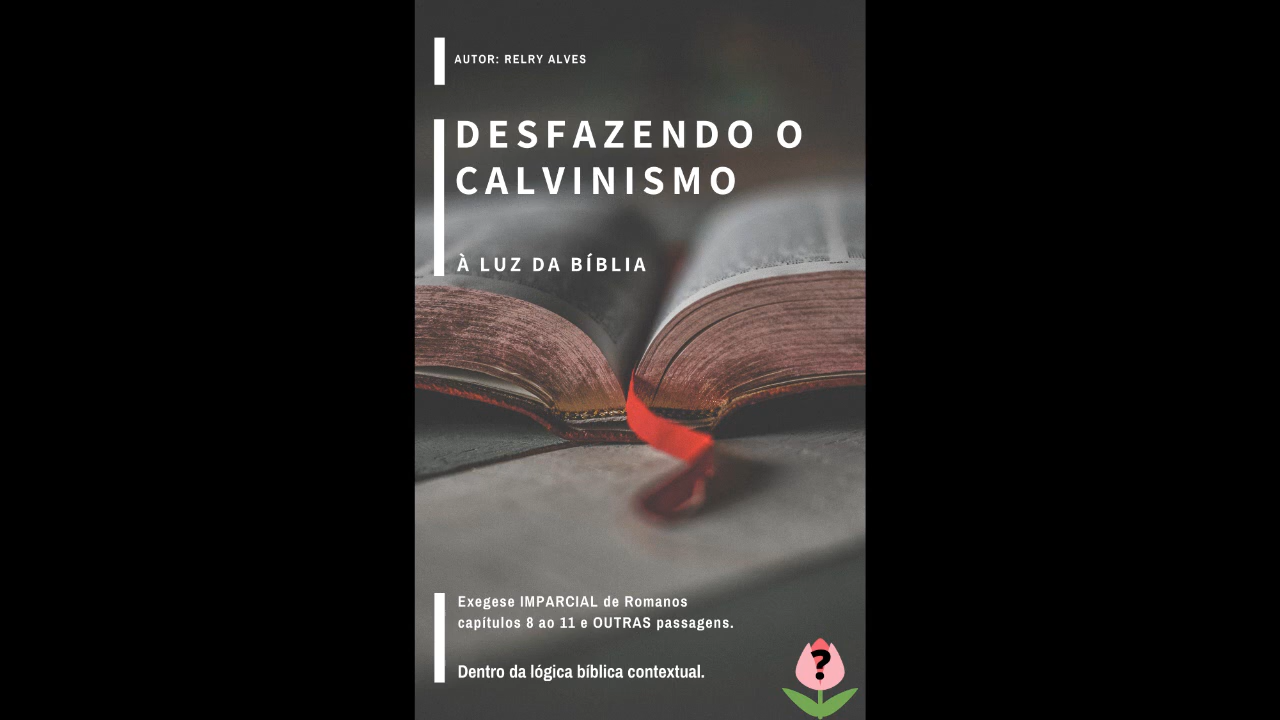 AUTOR: RELRY ALVES
DESFAZENDO O
CALVINISMO
À LUZ DA BÍBLIA
Exegese IMPARCIAL de Romanos
capítulos 8 ao 11 e OUTRAS passagens.
Dentro da lógica bíblica contextual.
?